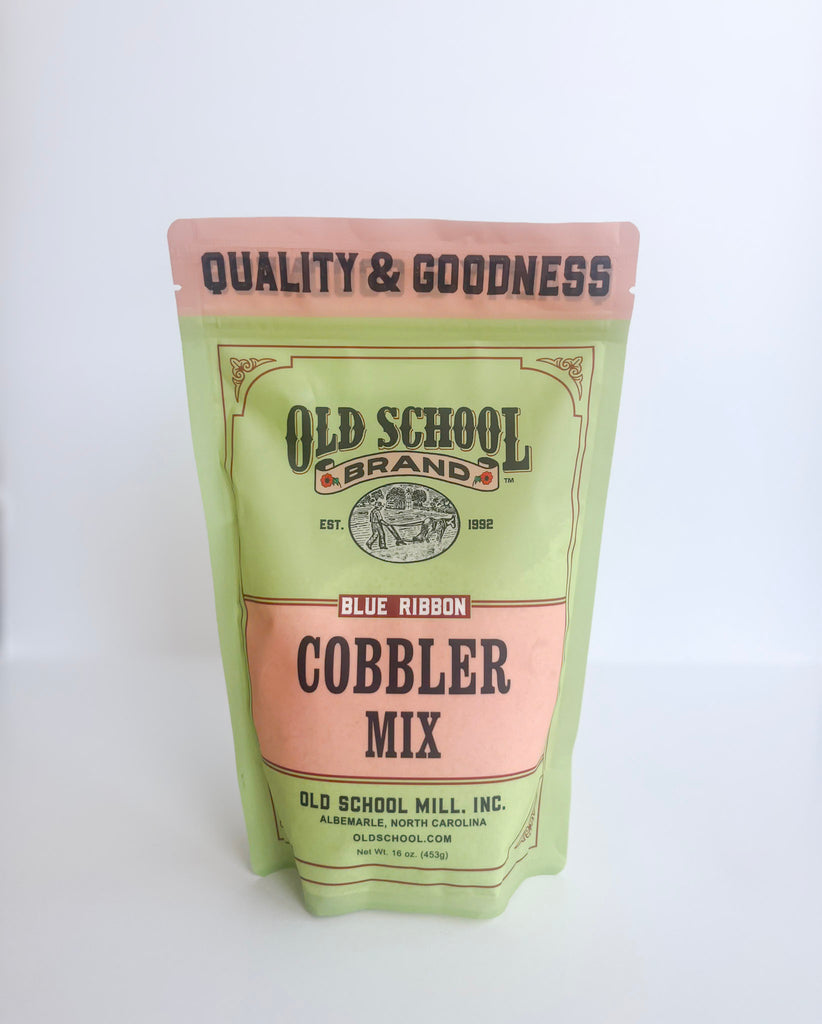 QUALITY & GOODNESS
OLD SCHOOL
BRAND™
EST. 1992
BLUE RIBBON
COBBLER
MIX
OLD SCHOOL MILL, INC.
ALBEMARLE, NORTH CAROLINA
OLDSCHOOL.COM
Net Wt. 16 oz. (453g)